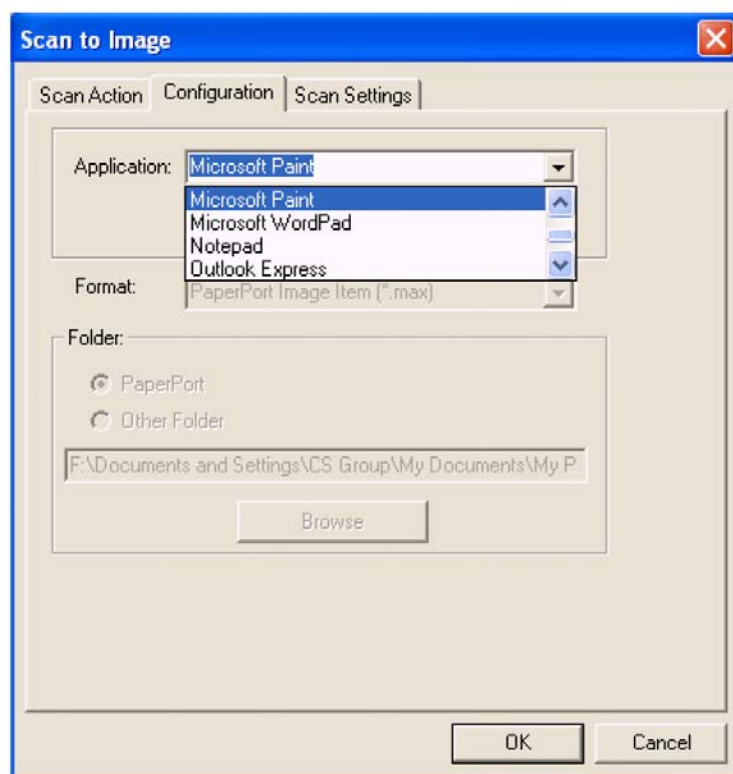 Scan to Image
Scan Action Configuration Scan Settings
Application: Microsoft Paint
Microsoft Paint
Microsoft WordPad
Notepad
Outlook Express
Format: PaperPort Image Item (*.max)
Folder:
PaperPort
Other Folder
F:\Documents and Settings\CS Group\My Documents\My P
Browse
OK Cancel